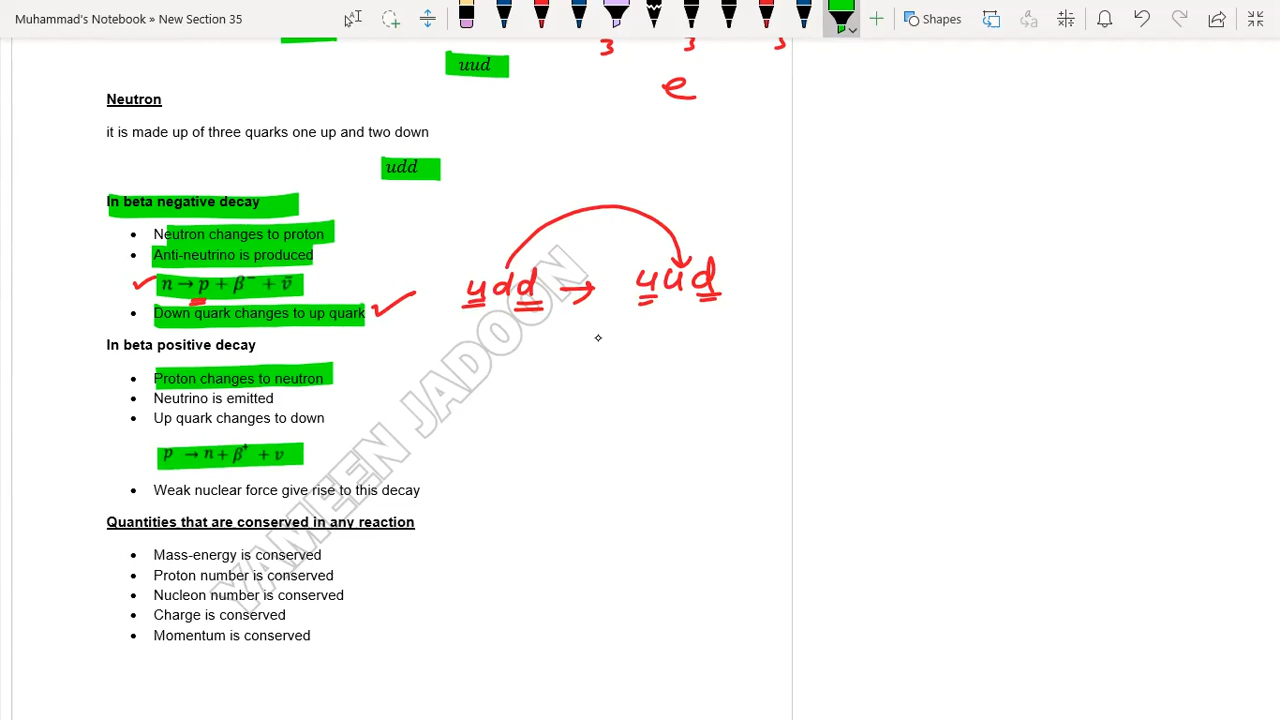 Muhammad's Notebook » New Section 35
Shapes
3 3 3
uud
e
Neutron
it is made up of three quarks one up and two down
udd
In beta negative decay
• Neutron changes to proton
• Anti-neutrino is produced
n → p + β⁻ + v̄
udd → uud
• Down quark changes to up quark
In beta positive decay
• Proton changes to neutron
• Neutrino is emitted
• Up quark changes to down
p → n + β⁺ + v
• Weak nuclear force give rise to this decay
Quantities that are conserved in any reaction
• Mass-energy is conserved
• Proton number is conserved
• Nucleon number is conserved
• Charge is conserved
• Momentum is conserved
YAMEEN JADOON